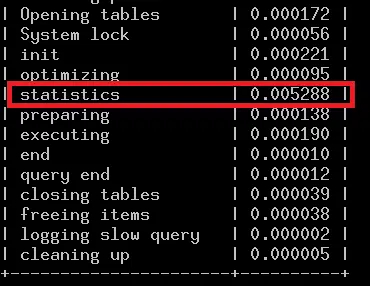 | Opening tables | 0.000172 |
| System lock | 0.000056 |
| init | 0.000221 |
| optimizing | 0.000095 |
| statistics | 0.005288 |
| preparing | 0.000138 |
| executing | 0.000190 |
| end | 0.000010 |
| query end | 0.000012 |
| closing tables | 0.000039 |
| freeing items | 0.000038 |
| logging slow query | 0.000002 |
| cleaning up | 0.000005 |
+----------------------+----------+